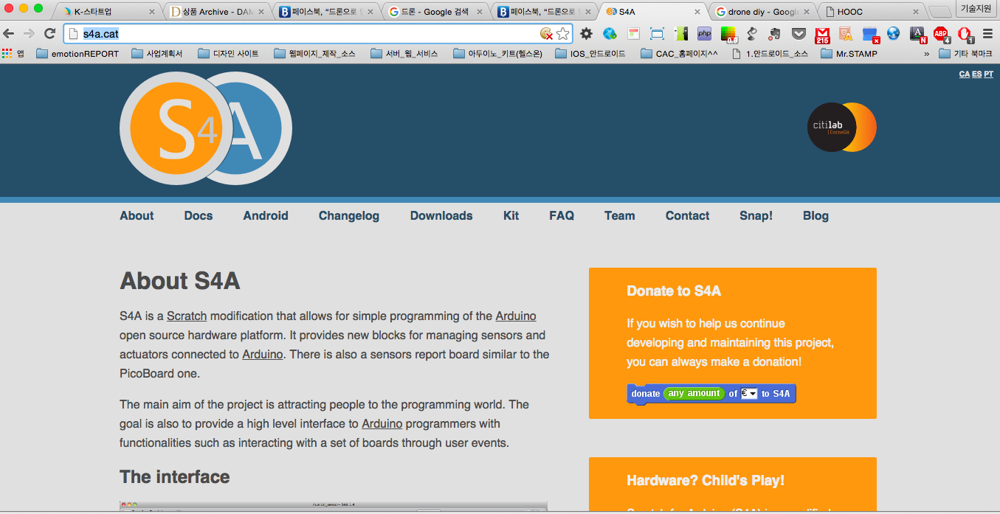 K-스타트업
상품 Archive - DAM
페이스북, "드론으로
드론 - Google 검색
페이스북, "드론으로
S4A
drone diy - Google
HOOC
기술지원
s4a.cat
php
0.0
215
N
ABP
4
1
앱
emotionREPORT
사업계획서
디자인 사이트
웹페이지_제작_소스
서버_웹_서비스
아두이노_키트(헬스온)
IOS_안드로이드
CAC_홈페이지^^
1.안드로이드_소스
Mr.STAMP
»
기타 북마크
CA ES PT
S4A
citilab
Cornellà
About
Docs
Android
Changelog
Downloads
Kit
FAQ
Team
Contact
Snap!
Blog
About S4A
S4A is a Scratch modification that allows for simple programming of the Arduino
open source hardware platform. It provides new blocks for managing sensors and
actuators connected to Arduino. There is also a sensors report board similar to the
PicoBoard one.
The main aim of the project is attracting people to the programming world. The
goal is also to provide a high level interface to Arduino programmers with
functionalities such as interacting with a set of boards through user events.
The interface
Donate to S4A
If you wish to help us continue
developing and maintaining this project,
you can always make a donation!
donate any amount of € to S4A
Hardware? Child's Play!